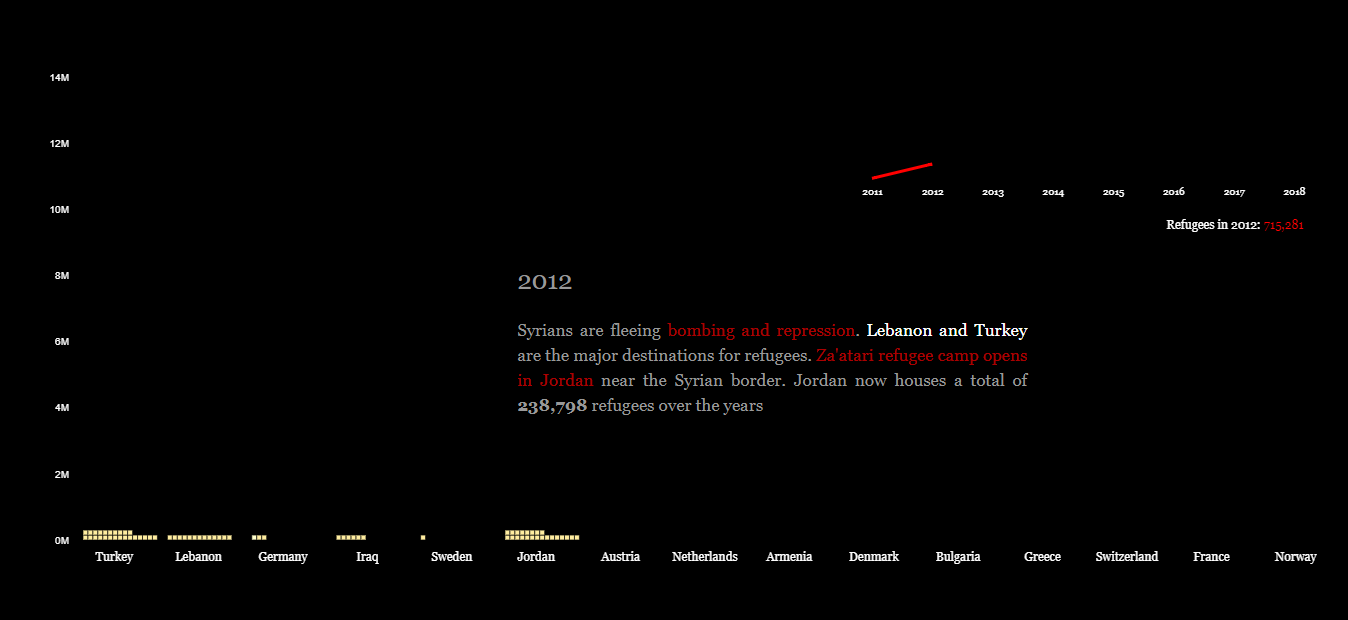 14M
12M
2011 2012 2013 2014 2015 2016 2017 2018
10M
Refugees in 2012: 715,281
8M
2012
Syrians are fleeing bombing and repression. Lebanon and Turkey
6M
are the major destinations for refugees. Za'atari refugee camp opens
in Jordan near the Syrian border. Jordan now houses a total of
238,798 refugees over the years
4M
2M
0M
Turkey Lebanon Germany Iraq Sweden Jordan Austria Netherlands Armenia Denmark Bulgaria Greece Switzerland France Norway